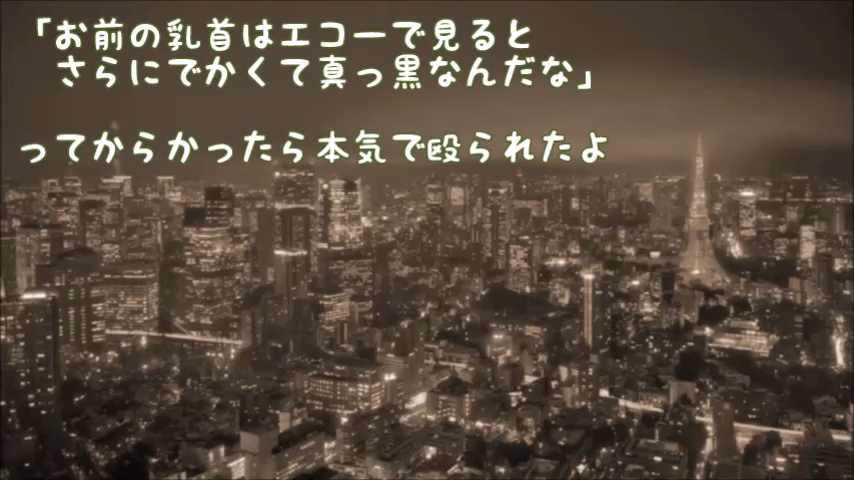 「お前の乳首はエコーで見ると
さらにでかくて真っ黒なんだな」
ってからかったら本気で殴られたよ